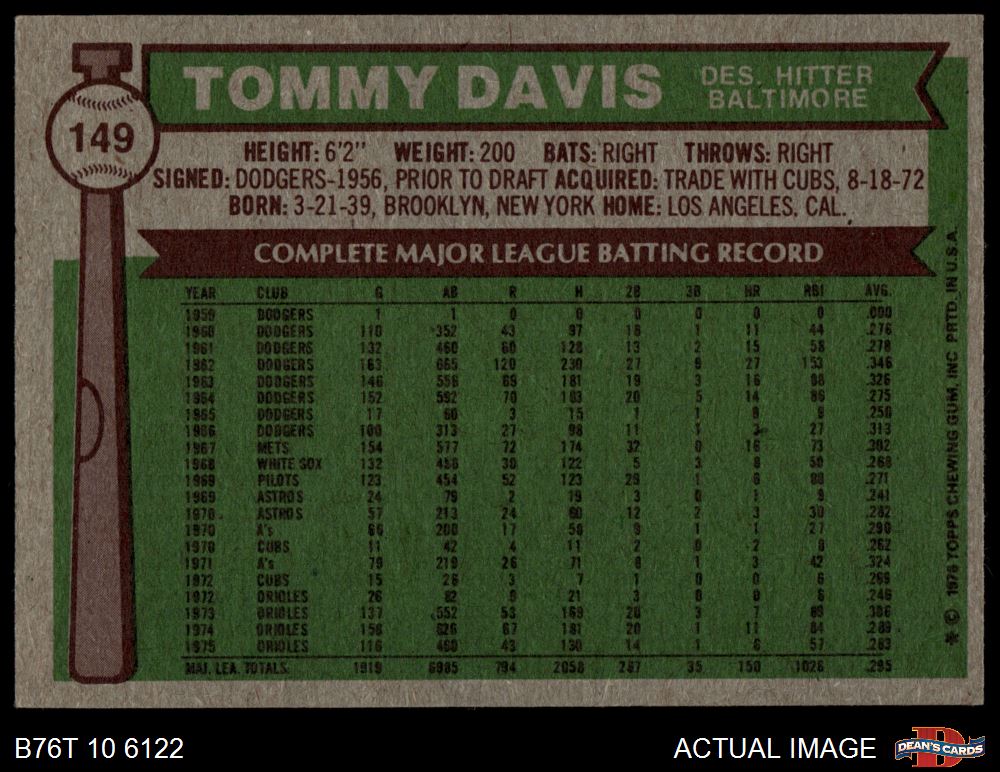 149
TOMMY DAVIS
DES. HITTER
BALTIMORE
HEIGHT: 6'2" WEIGHT: 200 BATS: RIGHT THROWS: RIGHT
SIGNED: DODGERS-1956, PRIOR TO DRAFT ACQUIRED: TRADE WITH CUBS, 8-18-72
BORN: 3-21-39, BROOKLYN, NEW YORK HOME: LOS ANGELES, CAL.
COMPLETE MAJOR LEAGUE BATTING RECORD
YEAR CLUB G AB R H 2B 3B HR RBI AVG.
1959 DODGERS 1 1 0 0 0 0 0 0 .000
1960 DODGERS 110 352 43 97 18 1 11 44 .276
1961 DODGERS 132 460 60 128 13 2 15 58 .278
1962 DODGERS 163 665 120 230 27 9 27 153 .346
1963 DODGERS 146 556 69 181 19 3 16 88 .326
1964 DODGERS 152 592 70 163 20 5 14 86 .275
1965 DODGERS 17 60 3 15 1 1 .250
1966 DODGERS 100 313 27 98 11 1 3 27 .313
1967 METS 154 577 72 174 32 0 16 73 .302
1968 WHITE SOX 132 456 30 122 5 3 8 50 .268
1969 PILOTS 123 454 52 123 29 1 6 80 .271
1969 ASTROS 24 79 2 19 3 0 1 9 .241
1970 ASTROS 57 213 24 60 12 2 3 30 .282
1970 A's 66 200 17 58 9 1 1 27 .290
1970 CUBS 11 42 4 11 2 0 2 8 .262
1971 A's 79 219 26 71 8 1 3 42 .324
1972 CUBS 15 26 3 7 1 0 0 6 .269
1972 ORIOLES 26 82 9 21 3 0 0 6 .246
1973 ORIOLES 137 552 53 169 20 3 7 89 .306
1974 ORIOLES 158 626 67 181 20 1 11 84 .289
1975 ORIOLES 116 460 43 130 14 1 6 57 .283
MAJ. LEA. TOTALS 1919 6985 794 2058 267 35 150 1026 .295
* © 1976 TOPPS CHEWING GUM, INC PRTD. IN U.S.A.
B76T 10 6122
ACTUAL IMAGE
D
DEAN'S CARDS